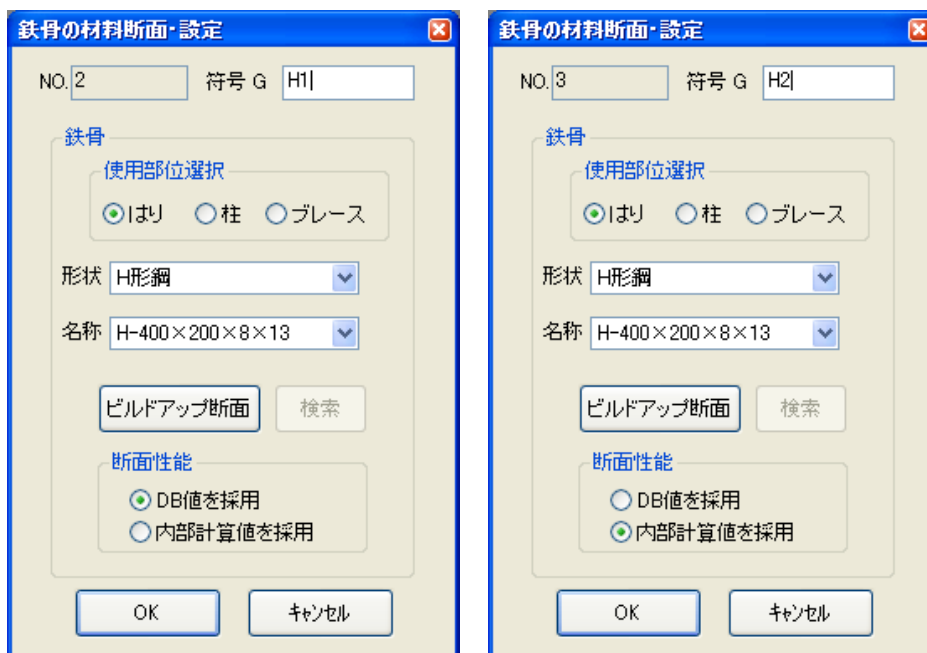 鉄骨の材料断面・設定
NO. 2 符号 G H1
鉄骨
使用部位選択
はり 柱 ブレース
形状 H形鋼
名称 H-400×200×8×13
ビルドアップ断面 検索
断面性能
DB値を採用
内部計算値を採用
OK キャンセル
鉄骨の材料断面・設定
NO. 3 符号 G H2
鉄骨
使用部位選択
はり 柱 ブレース
形状 H形鋼
名称 H-400×200×8×13
ビルドアップ断面 検索
断面性能
DB値を採用
内部計算値を採用
OK キャンセル